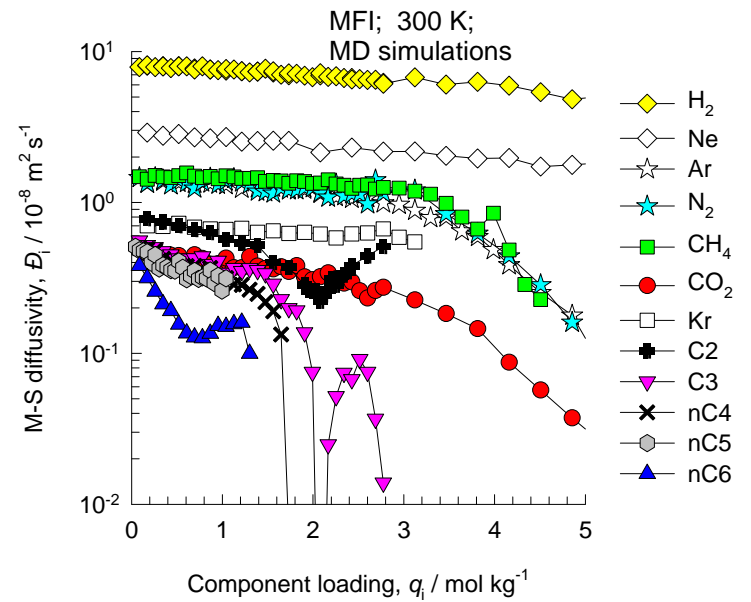 MFI; 300 K;
MD simulations
M-S diffusivity, Đi / 10-8 m2 s-1
10¹
10⁰
10⁻¹
10⁻²
0 1 2 3 4 5
Component loading, qi / mol kg-1
H₂
Ne
Ar
N₂
CH₄
CO₂
Kr
C2
C3
nC4
nC5
nC6